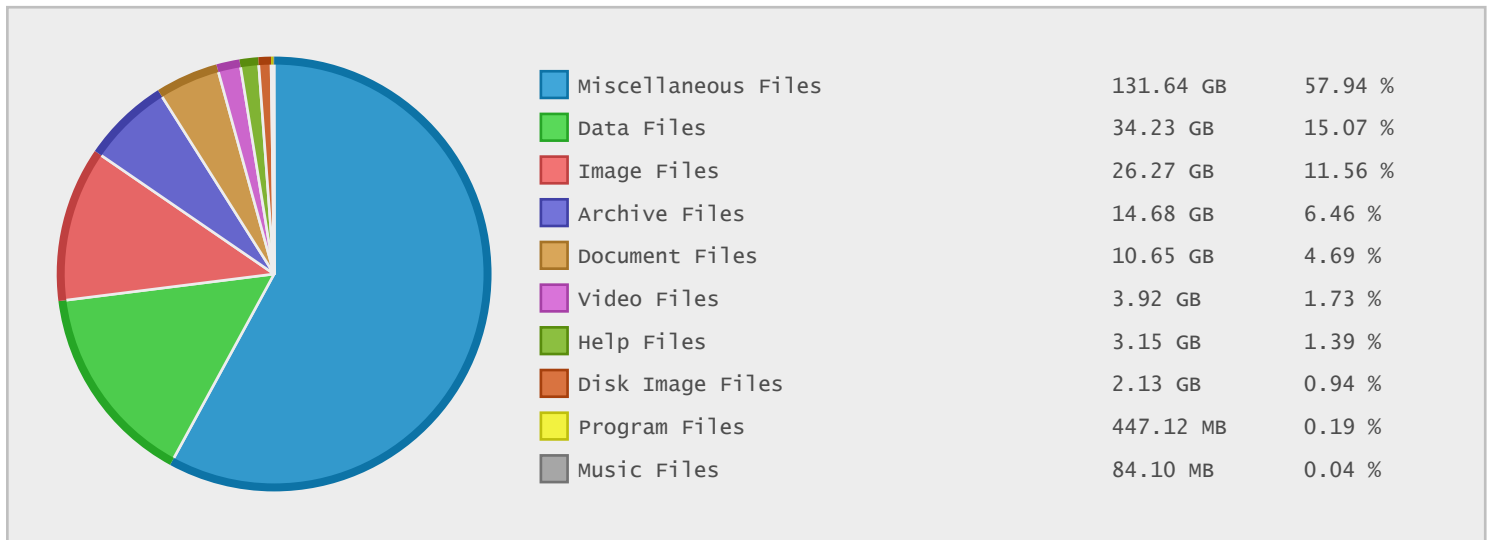 Miscellaneous Files 131.64 GB 57.94 %
Data Files 34.23 GB 15.07 %
Image Files 26.27 GB 11.56 %
Archive Files 14.68 GB 6.46 %
Document Files 10.65 GB 4.69 %
Video Files 3.92 GB 1.73 %
Help Files 3.15 GB 1.39 %
Disk Image Files 2.13 GB 0.94 %
Program Files 447.12 MB 0.19 %
Music Files 84.10 MB 0.04 %